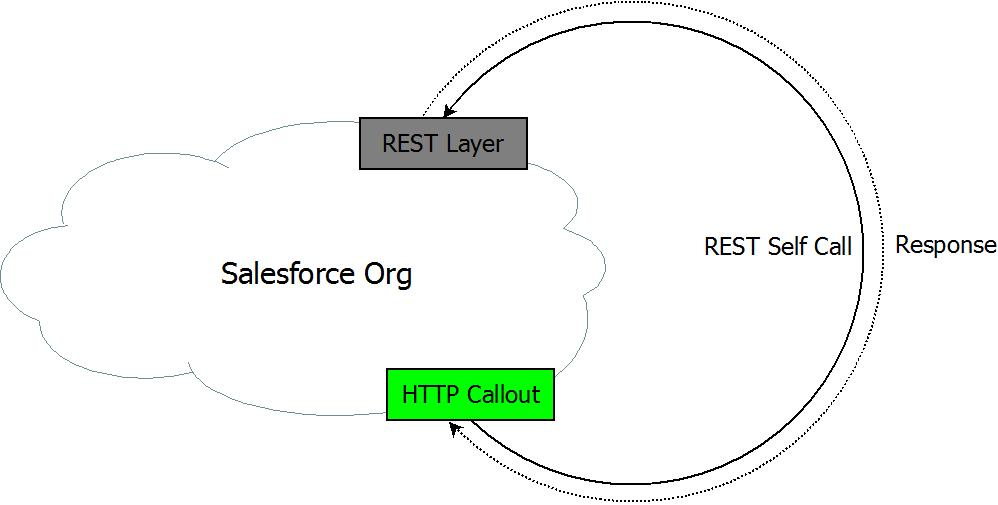 REST Layer
REST Self Call
Response
Salesforce Org
HTTP Callout